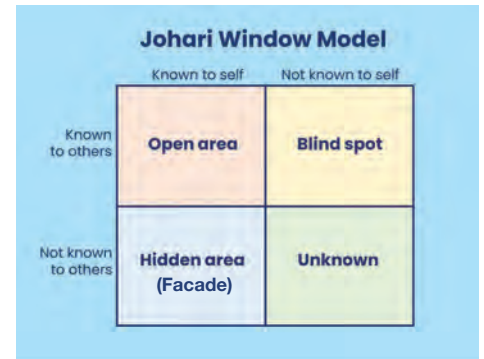 Johari Window Model
Known to self
Not known to self
Known
to others
Open area
Blind spot
Not known
to others
Hidden area
(Facade)
Unknown